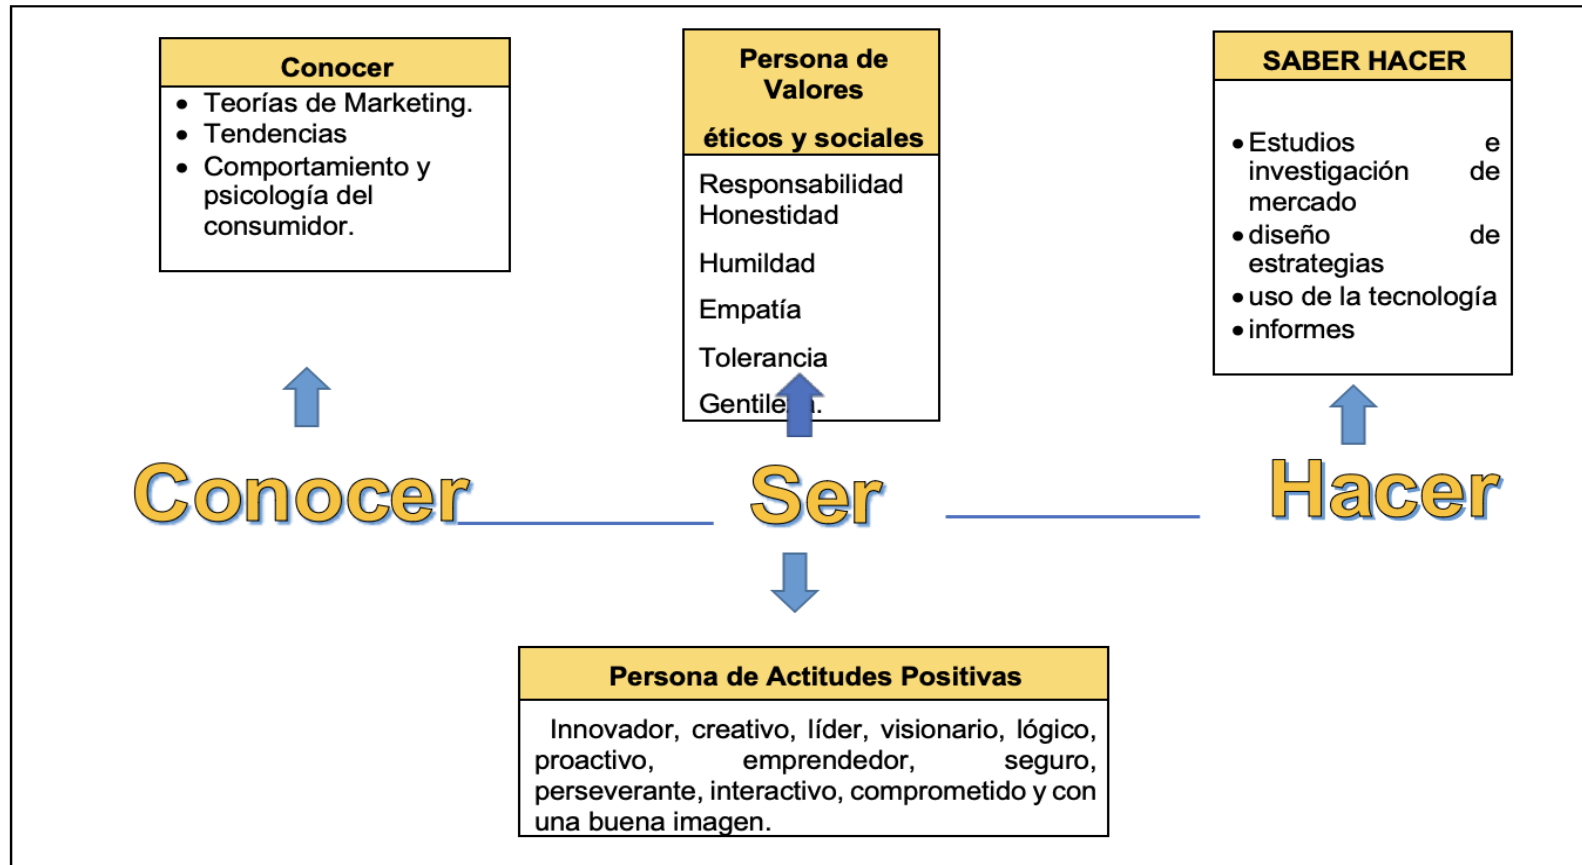 Conocer
• Teorías de Marketing.
• Tendencias
• Comportamiento y
psicología del
consumidor.
Persona de
Valores
éticos y sociales
Responsabilidad
Honestidad
Humildad
Empatía
Tolerancia
Gentileza.
SABER HACER
• Estudios e
investigación de
mercado
• diseño de
estrategias
• uso de la tecnología
• informes
Conocer
Ser
Hacer
Persona de Actitudes Positivas
Innovador, creativo, líder, visionario, lógico,
proactivo, emprendedor, seguro,
perseverante, interactivo, comprometido y con
una buena imagen.